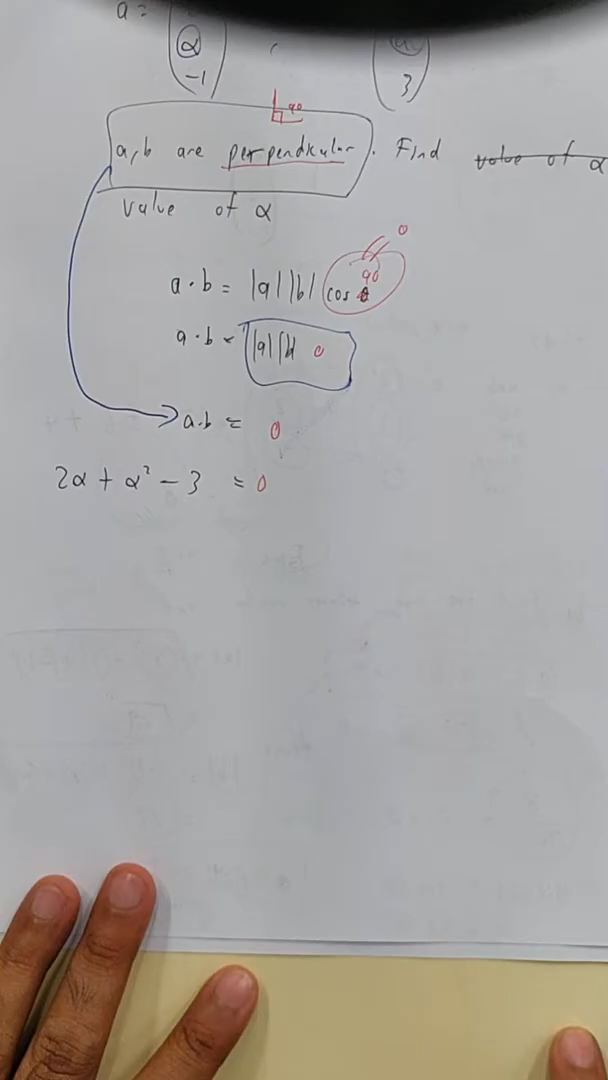 a =
α , α
-1 3
90
a,b are perpendicular. Find value of α
value of α
0
90
a·b = |a||b| cos θ
a·b = |a||b| 0
a·b = 0
2α + α² - 3 = 0